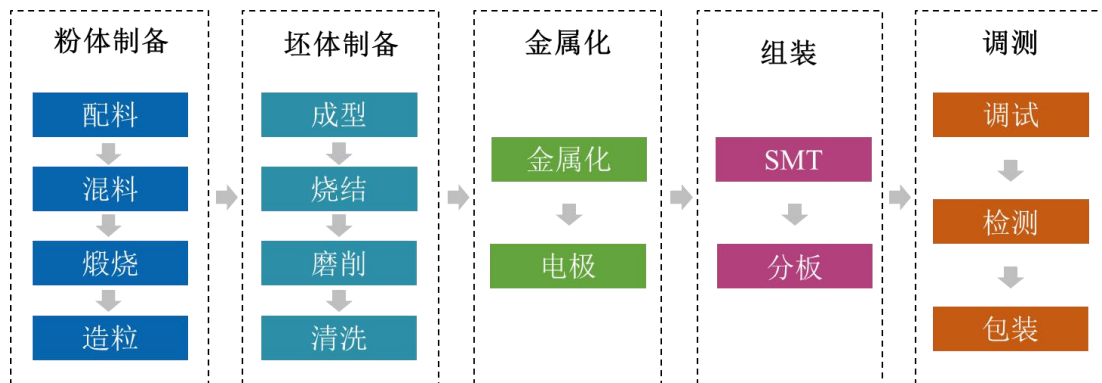 粉体制备
配料
混料
煅烧
造粒
坯体制备
成型
烧结
磨削
清洗
金属化
金属化
电极
组装
SMT
分板
调测
调试
检测
包装